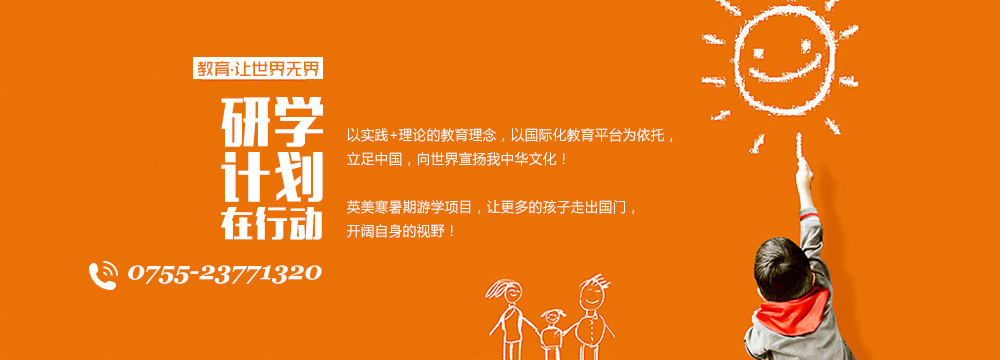 教育·让世界无界
研学
计划
在行动
0755-23771320
以实践+理论的教育理念，以国际化教育平台为依托，
立足中国，向世界宣扬我中华文化！
英美寒暑期游学项目，让更多的孩子走出国门，
开阔自身的视野！